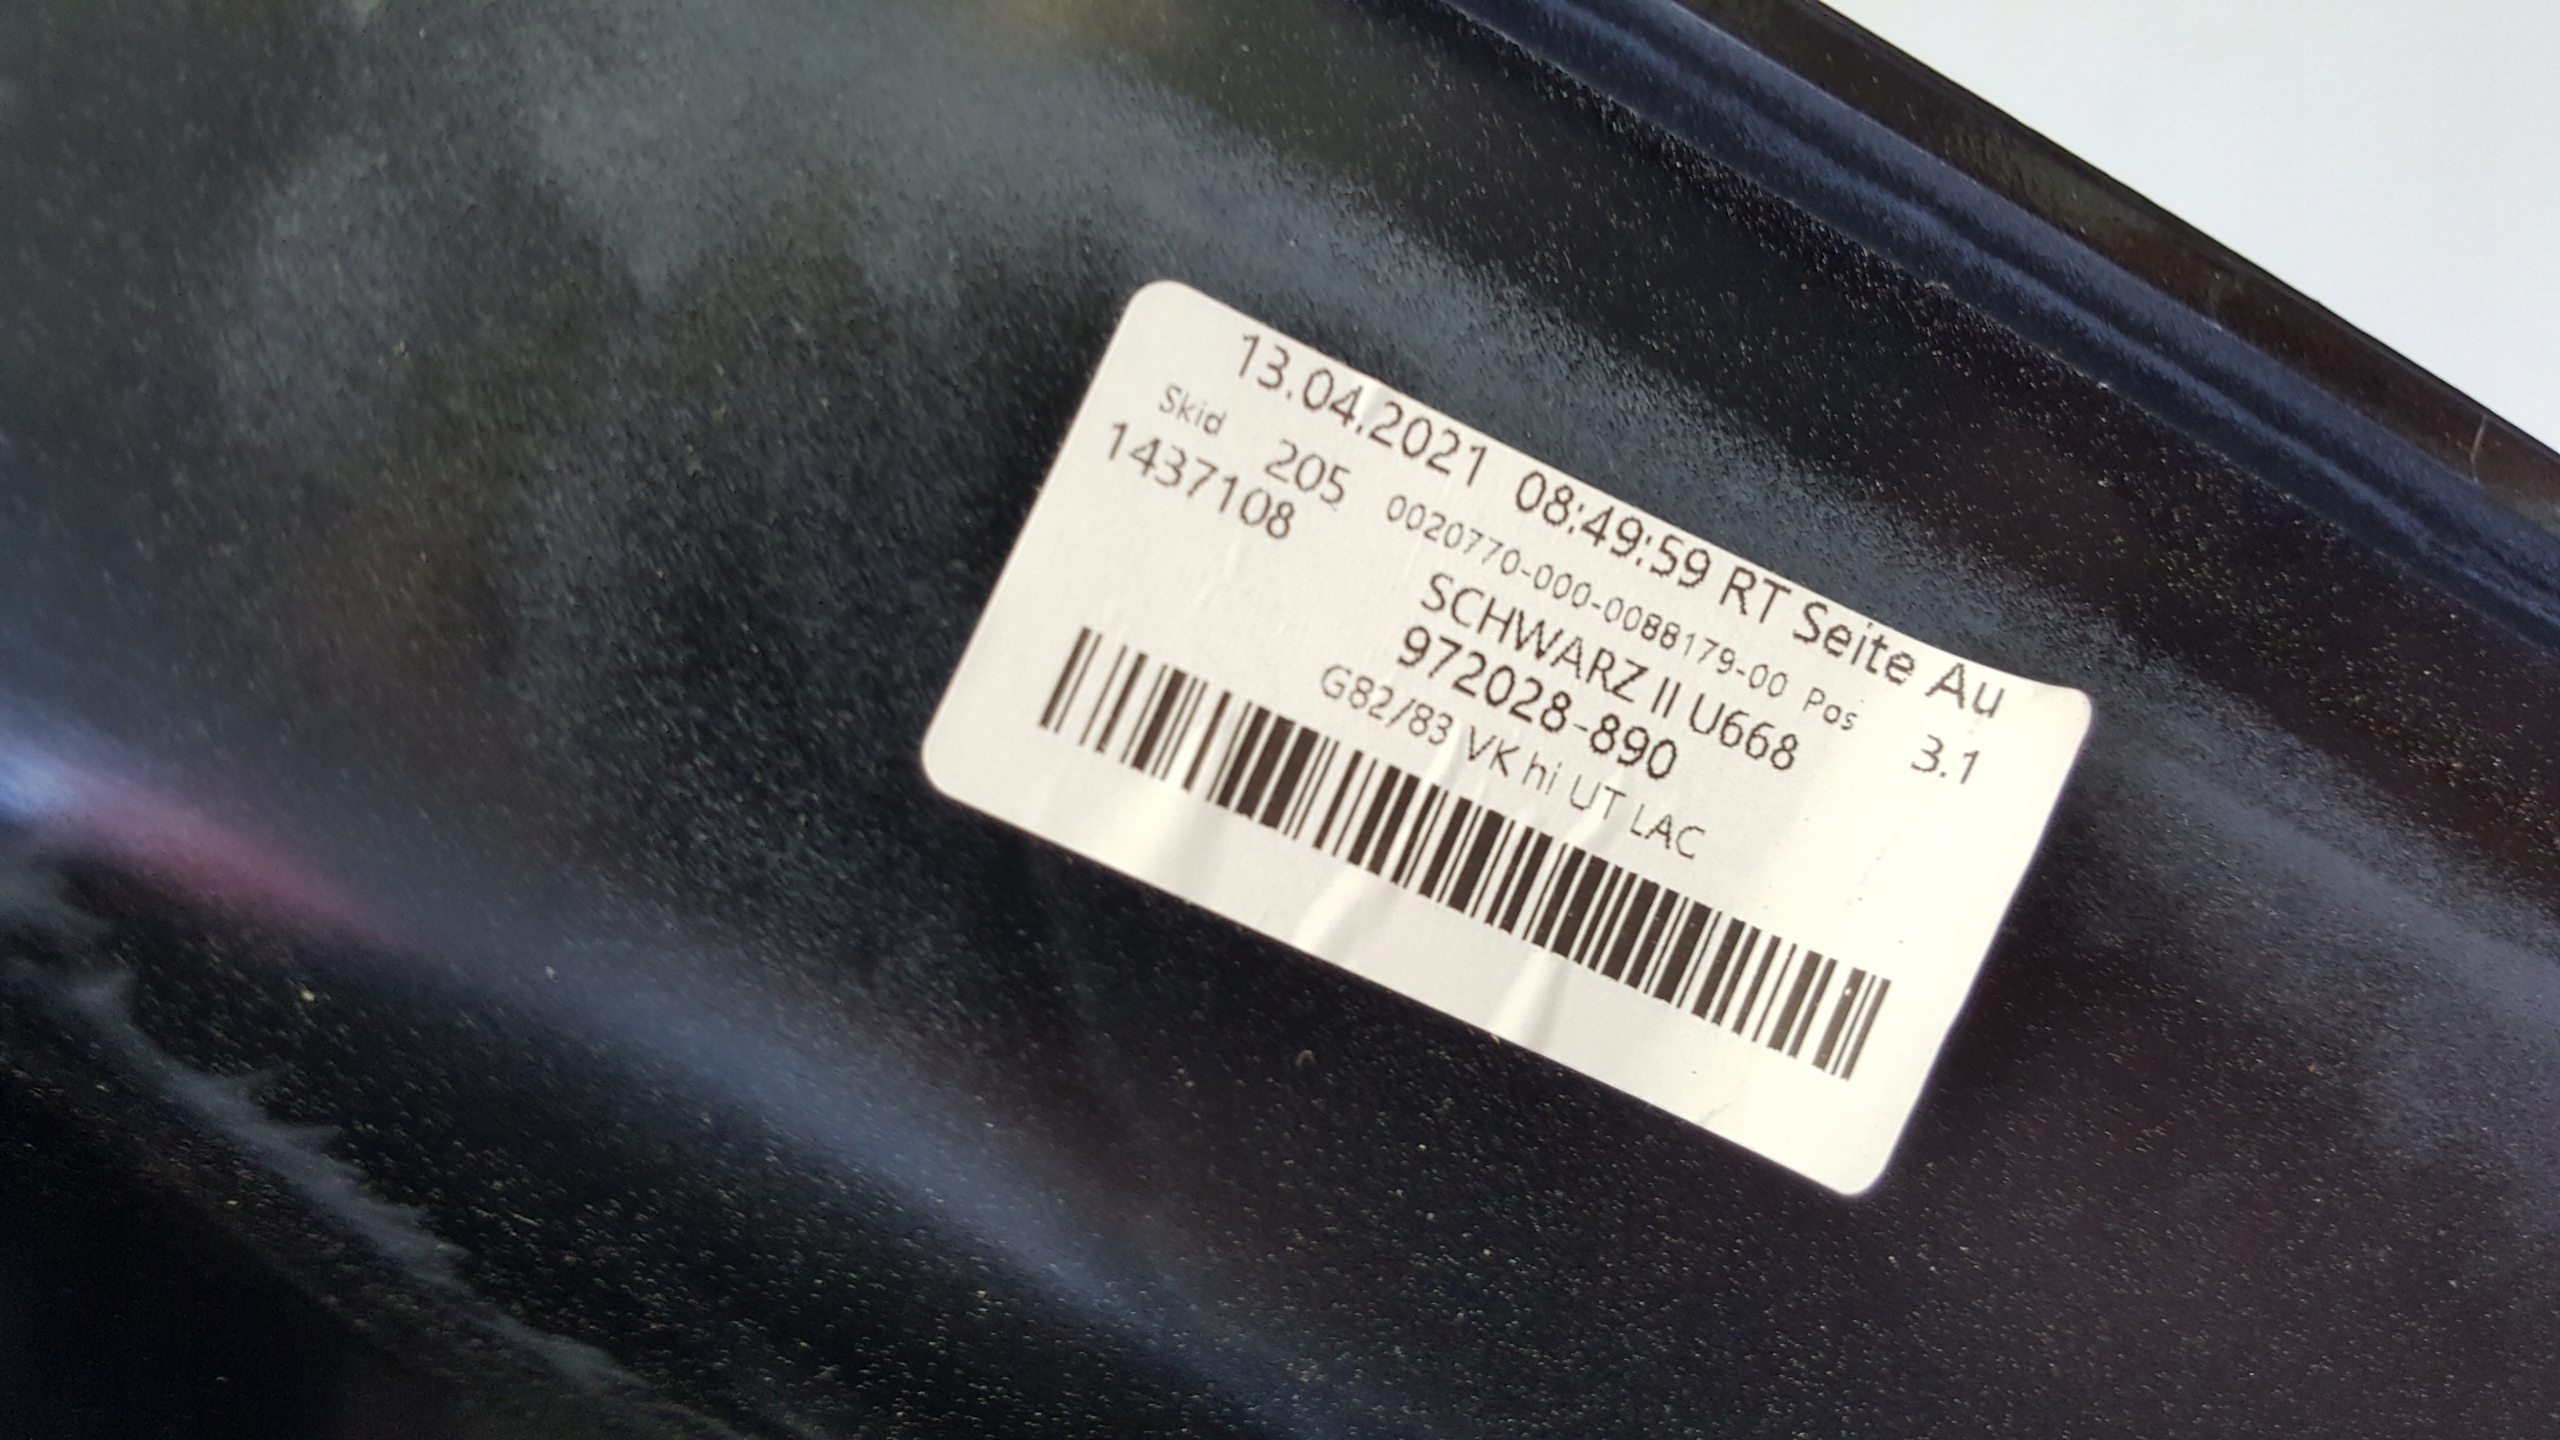 13.04.2021 08:49:59 RT Seite Au
Skid 205 0020770-000-0088179-00 Pos 3.1
1437108
SCHWARZ II U668
972028-890
G82/83 VK hi UT LAC